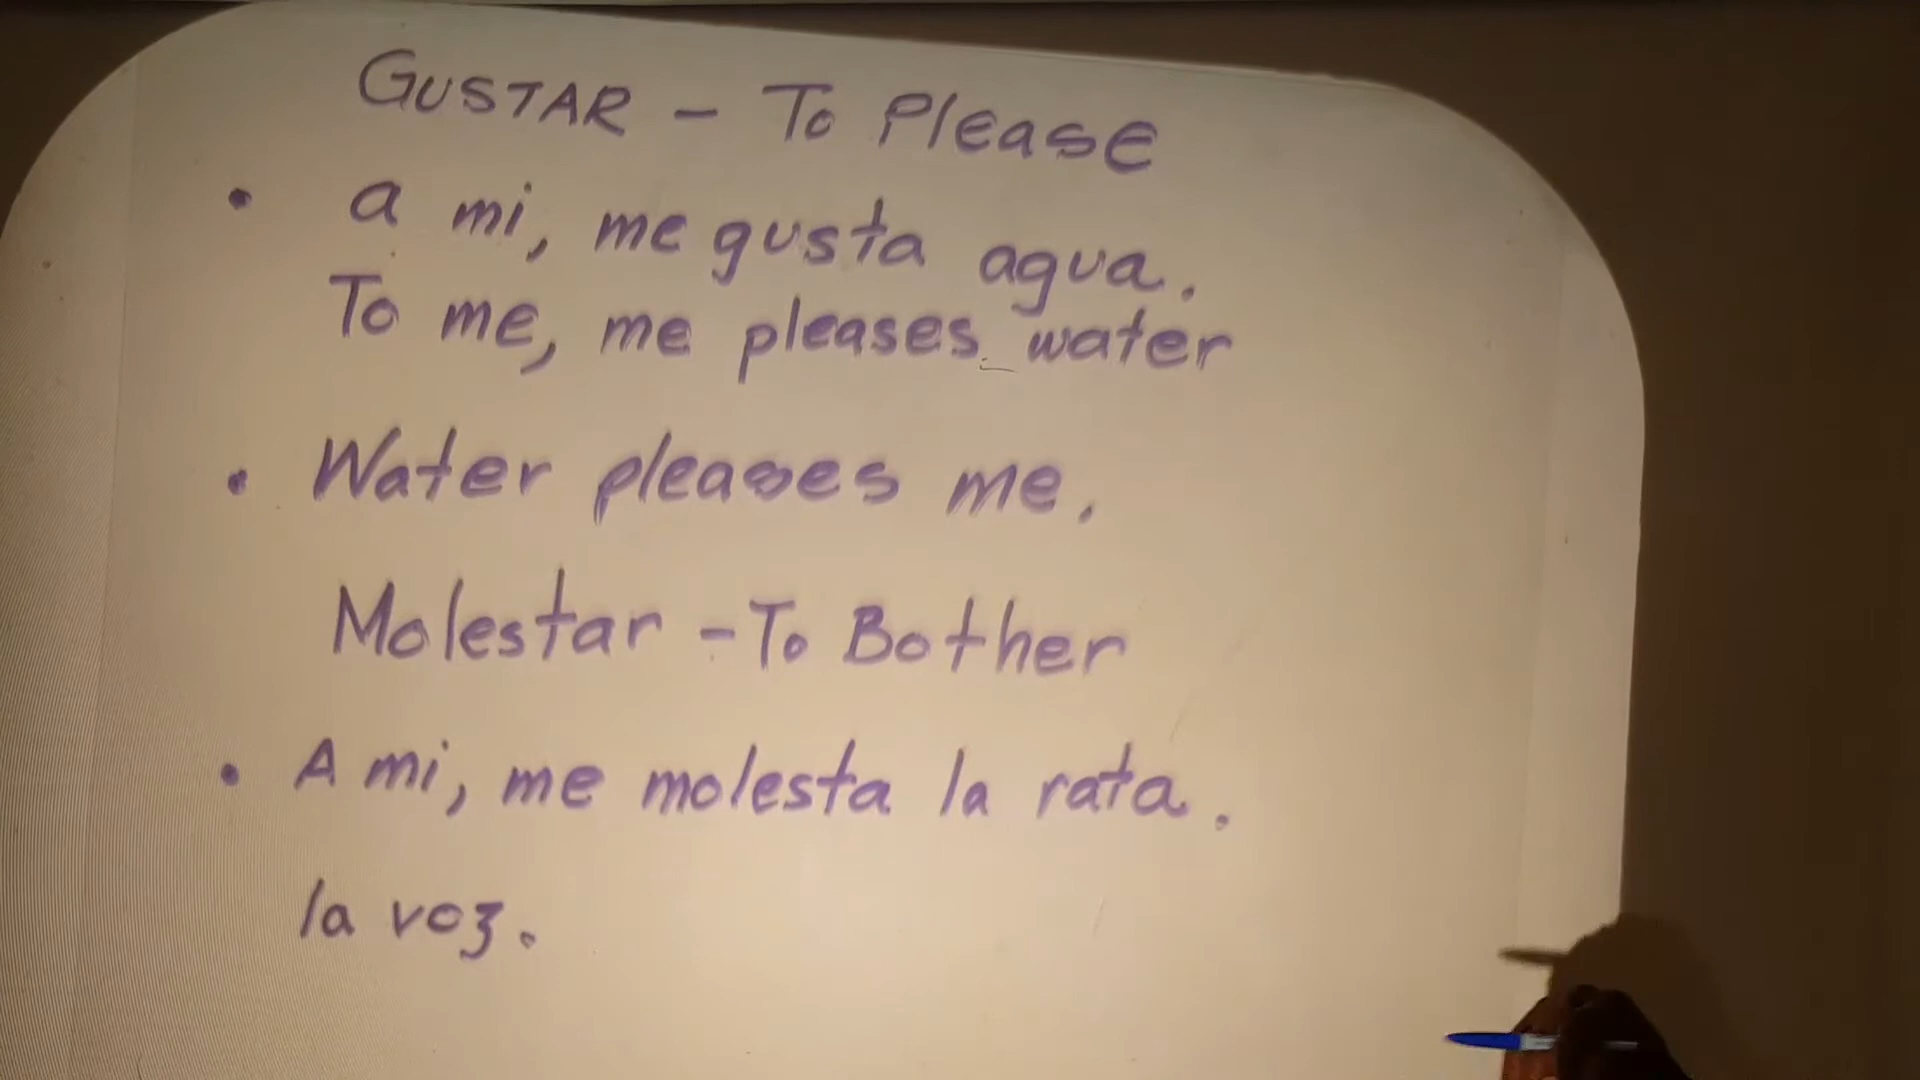 GUSTAR - To Please
• a mi, me gusta agua.
To me, me pleases water
• Water pleases me.
Molestar - To Bother
• A mi, me molesta la rata.
la voz.